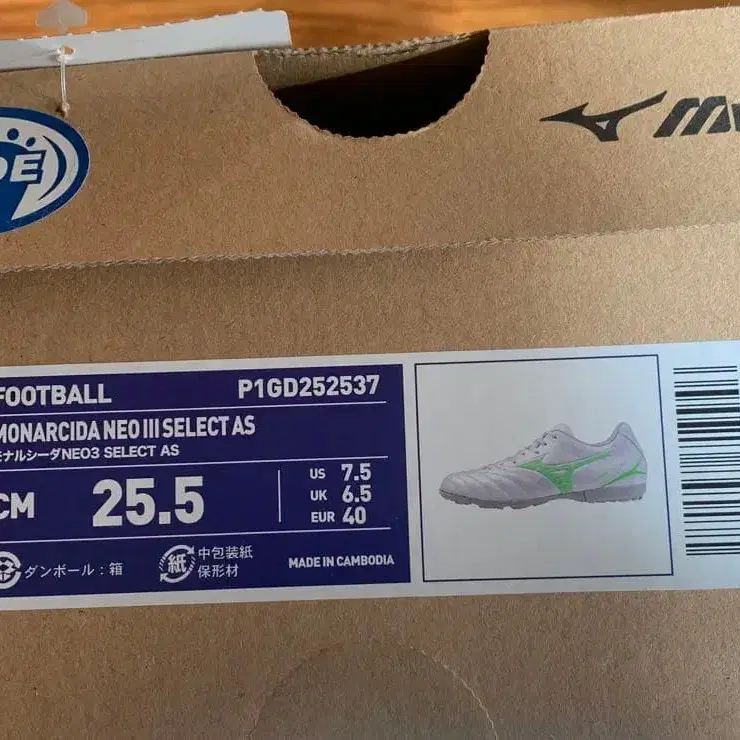 FOOTBALL P1GD252537
MONARCIDA NEO III SELECT AS
モナルシーダNEO3 SELECT AS
CM 25.5
US 7.5
UK 6.5
EUR 40
ダンボール：箱
紙 中包装紙
保形材
MADE IN CAMBODIA